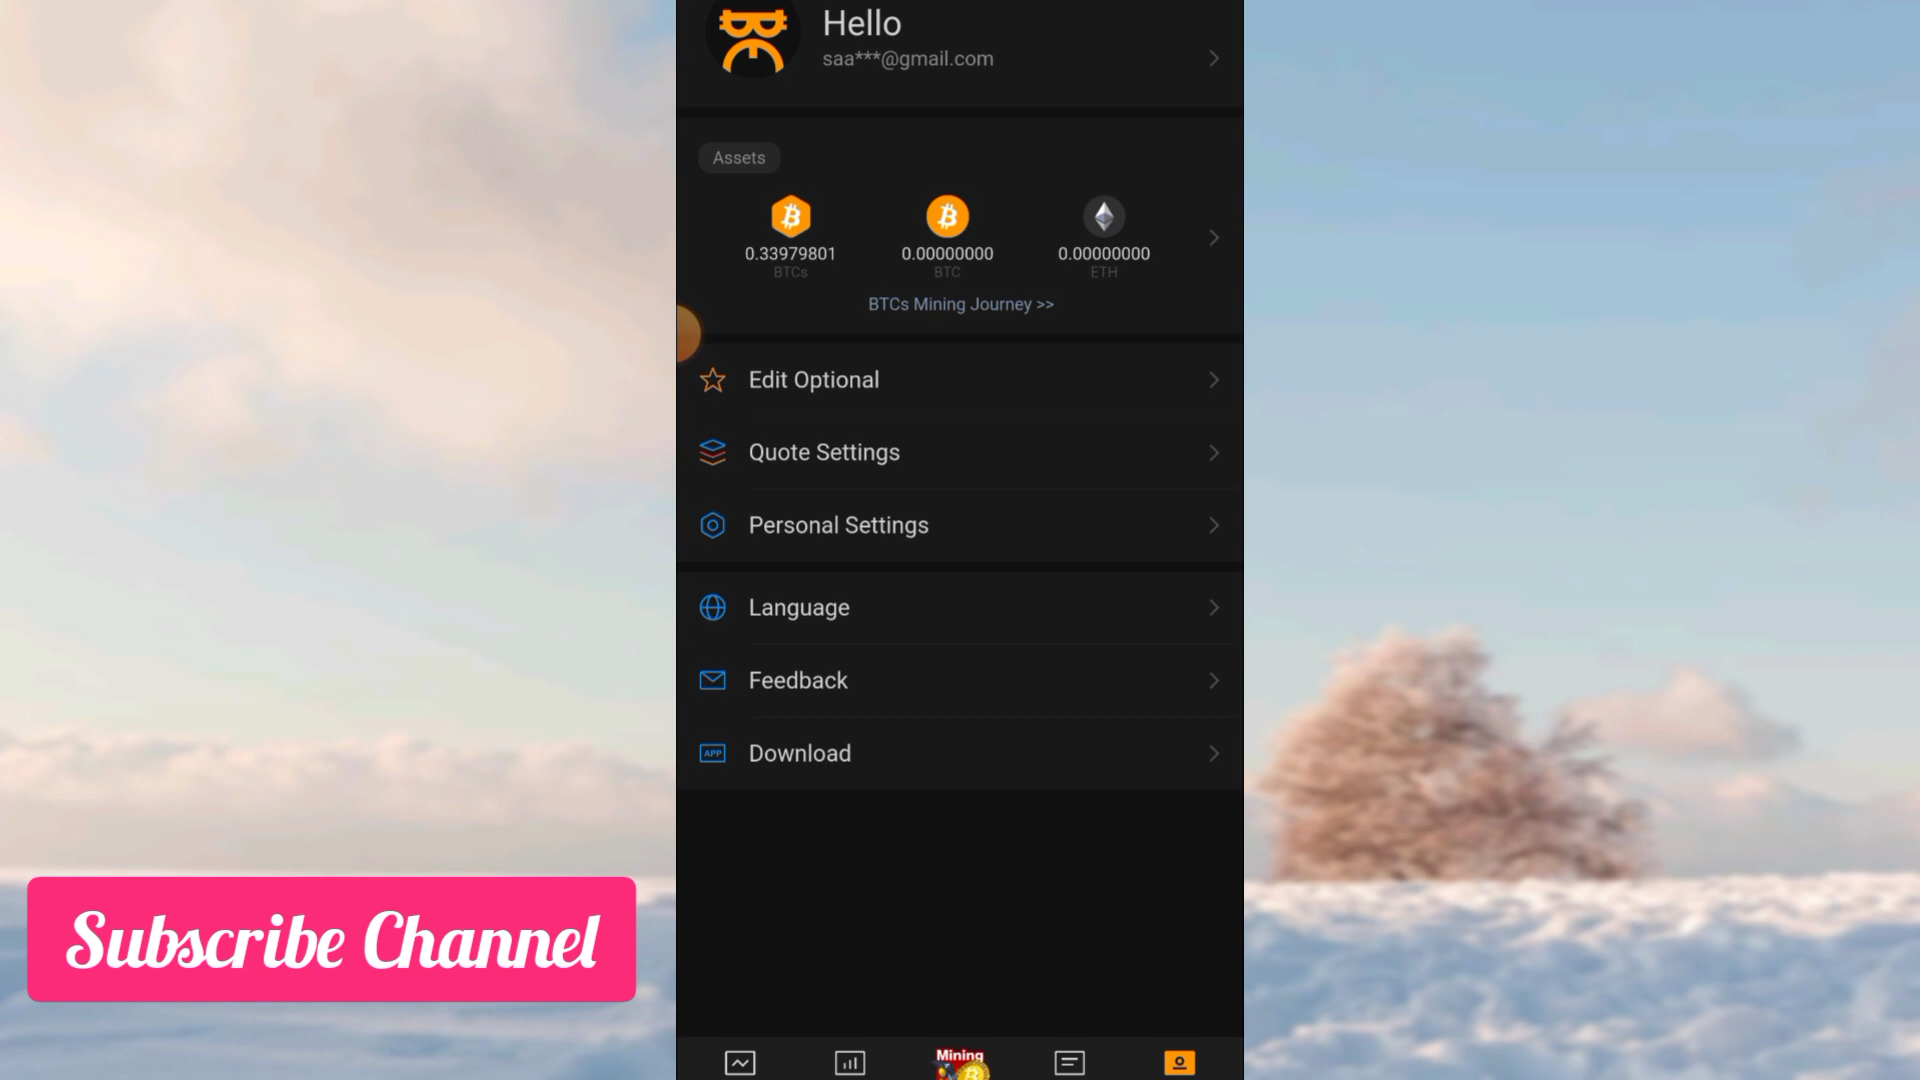 Hello
saa***@gmail.com
Assets
0.33979801
BTCs
0.00000000
BTC
0.00000000
ETH
BTCs Mining Journey >>
Edit Optional
Quote Settings
Personal Settings
Language
Feedback
APP
Download
Subscribe Channel
Mining